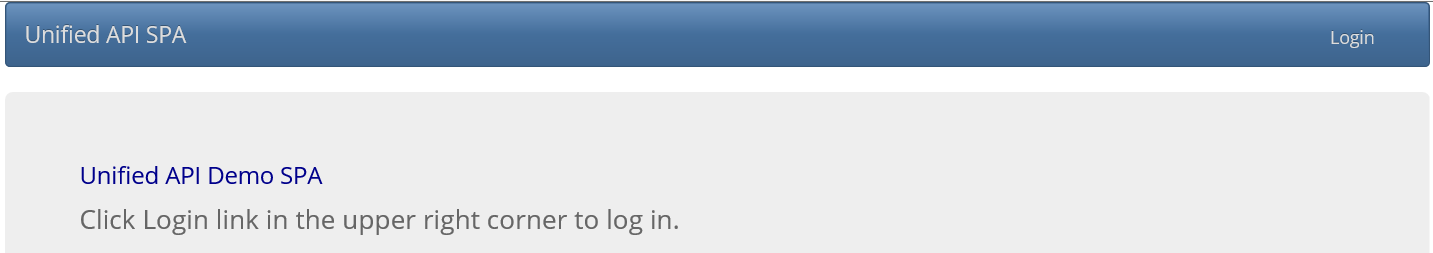 Unified API SPA
Login
Unified API Demo SPA
Click Login link in the upper right corner to log in.